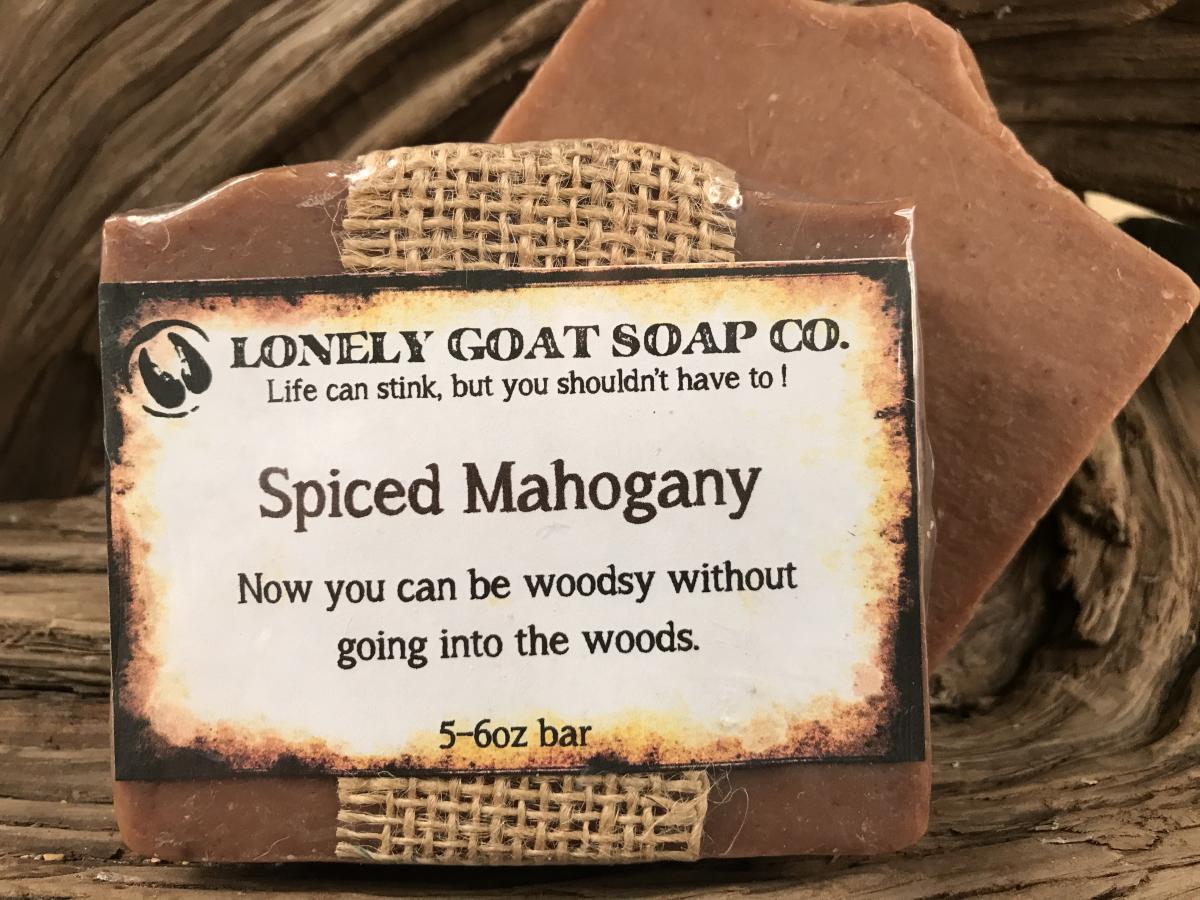 LONELY GOAT SOAP CO.
Life can stink, but you shouldn't have to !
Spiced Mahogany
Now you can be woodsy without
going into the woods.
5-6oz bar